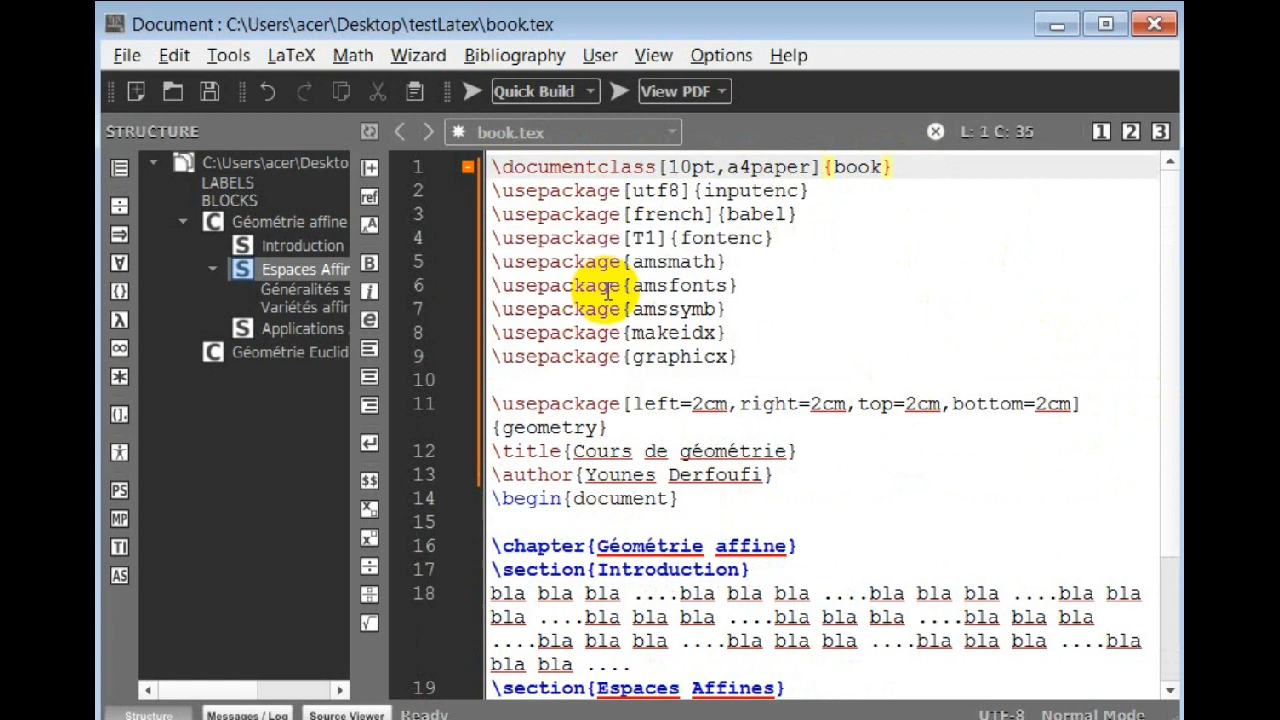 Document : C:\Users\acer\Desktop\testLatex\book.tex
File Edit Tools LaTeX Math Wizard Bibliography User View Options Help
Quick Build View PDF
STRUCTURE book.tex L: 1 C: 35 1 2 3
C:\Users\acer\Deskto
LABELS
BLOCKS
C Géométrie affine
S Introduction
S Espaces Affin
Généralités s
Variétés affir
S Applications
C Géométrie Euclid
ref
A
B
i
e
$$
PS
MP
TI
AS
1 \documentclass[10pt,a4paper]{book}
2 \usepackage[utf8]{inputenc}
3 \usepackage[french]{babel}
4 \usepackage[T1]{fontenc}
5 \usepackage{amsmath}
6 \usepackage{amsfonts}
7 \usepackage{amssymb}
8 \usepackage{makeidx}
9 \usepackage{graphicx}
10
11 \usepackage[left=2cm,right=2cm,top=2cm,bottom=2cm]
{geometry}
12 \title{Cours de géométrie}
13 \author{Younes Derfoufi}
14 \begin{document}
15
16 \chapter{Géométrie affine}
17 \section{Introduction}
18 bla bla bla ....bla bla bla ....bla bla bla ....bla bla
bla ....bla bla bla ....bla bla bla ....bla bla bla
....bla bla bla ....bla bla bla ....bla bla bla ....bla
bla bla ....
19 \section{Espaces Affines}
Structure Messages / Log Source Viewer Ready UTF-8 Normal Mode